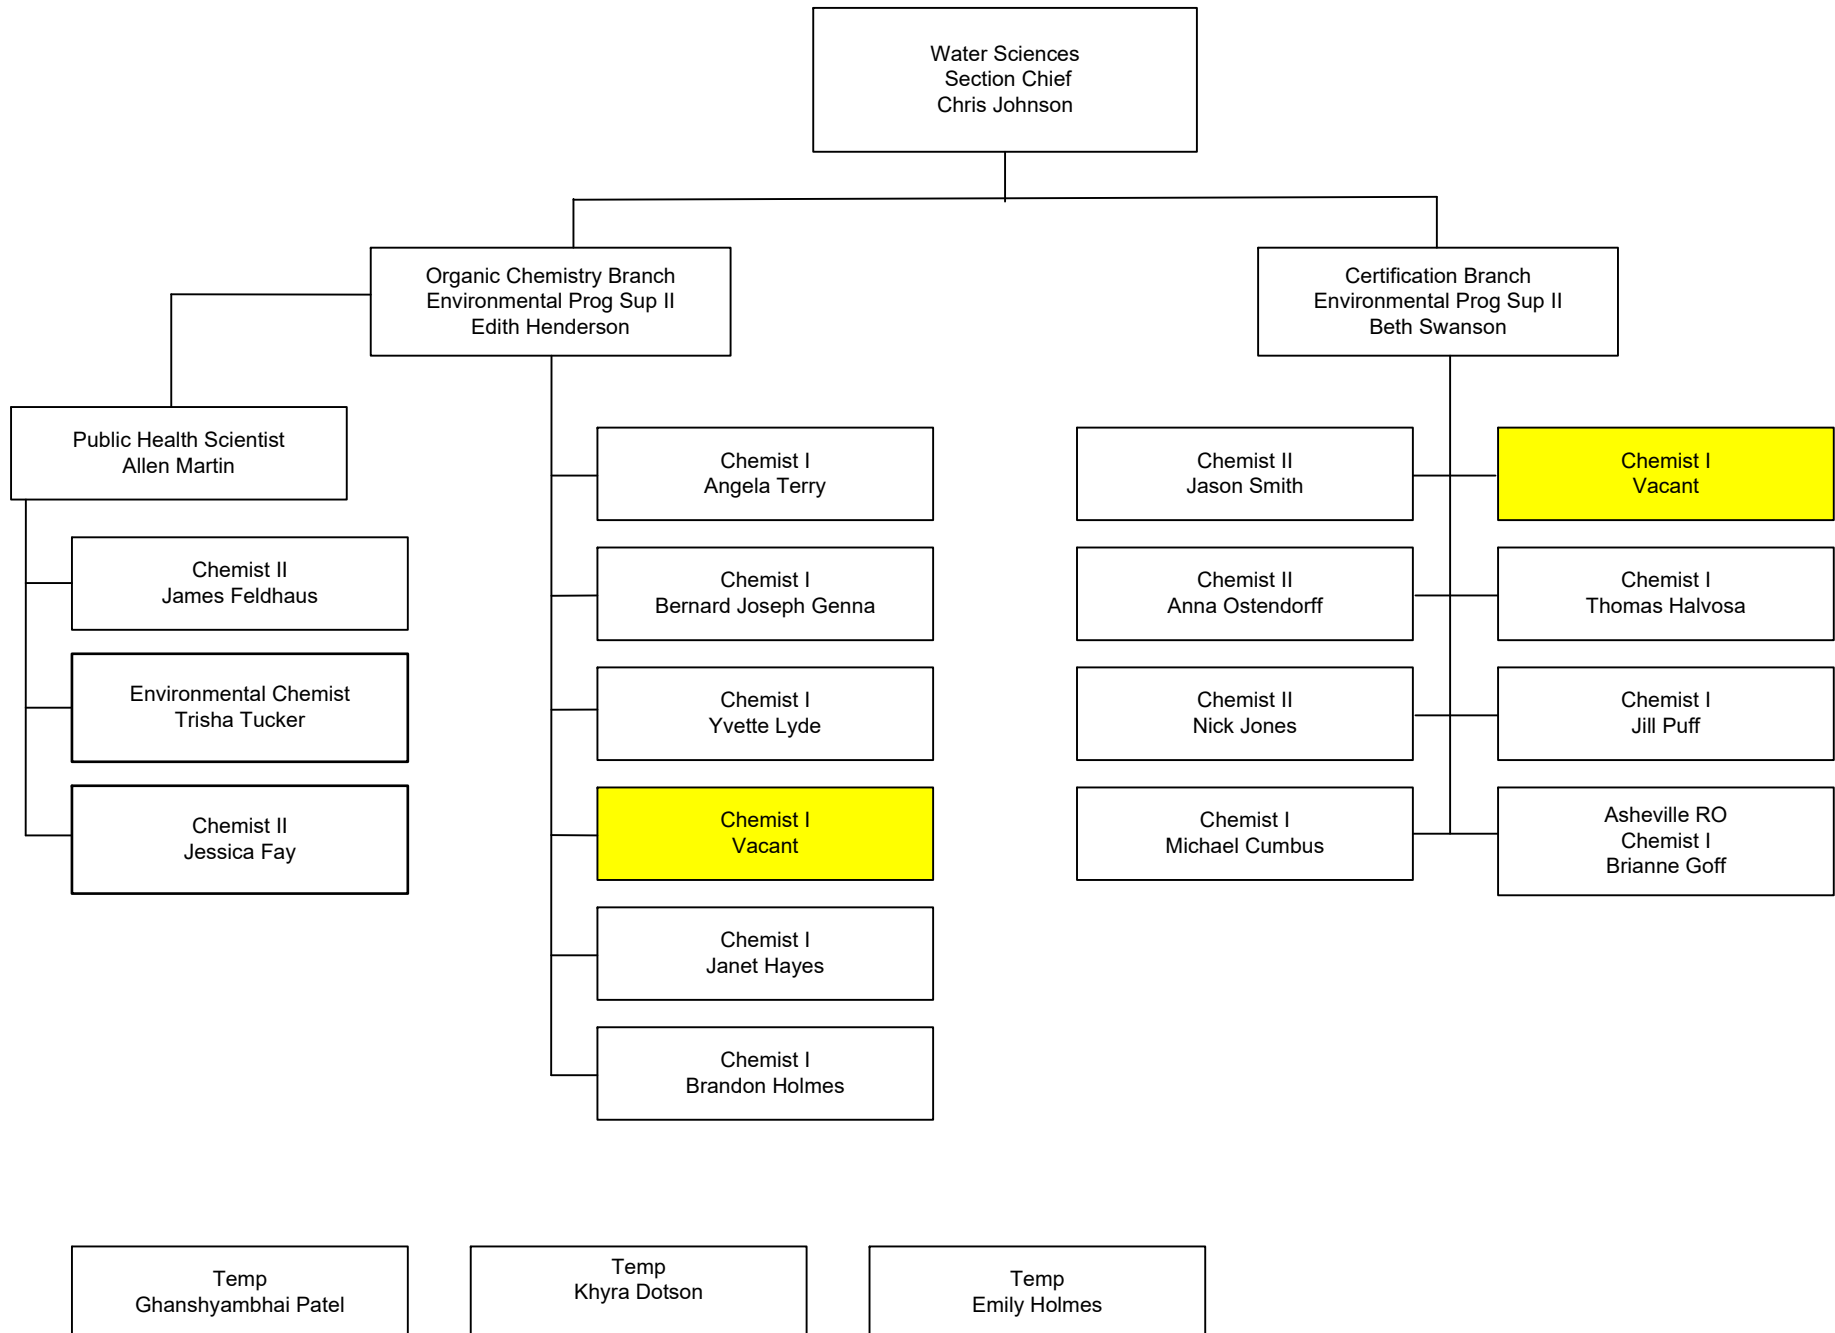 Water Sciences
Section Chief
Chris Johnson
Organic Chemistry Branch
Environmental Prog Sup II
Edith Henderson
Certification Branch
Environmental Prog Sup II
Beth Swanson
Public Health Scientist
Allen Martin
Chemist II
James Feldhaus
Environmental Chemist
Trisha Tucker
Chemist II
Jessica Fay
Chemist I
Angela Terry
Chemist I
Bernard Joseph Genna
Chemist I
Yvette Lyde
Chemist I
Vacant
Chemist I
Janet Hayes
Chemist I
Brandon Holmes
Chemist II
Jason Smith
Chemist II
Anna Ostendorff
Chemist II
Nick Jones
Chemist I
Michael Cumbus
Chemist I
Vacant
Chemist I
Thomas Halvosa
Chemist I
Jill Puff
Asheville RO
Chemist I
Brianne Goff
Temp
Ghanshyambhai Patel
Temp
Khyra Dotson
Temp
Emily Holmes